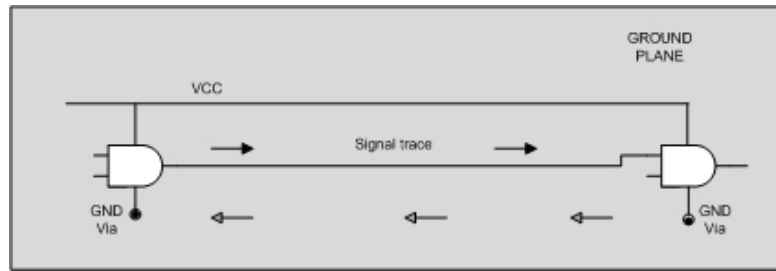 GROUND
PLANE
VCC
Signal trace
GND
Via
GND
Via